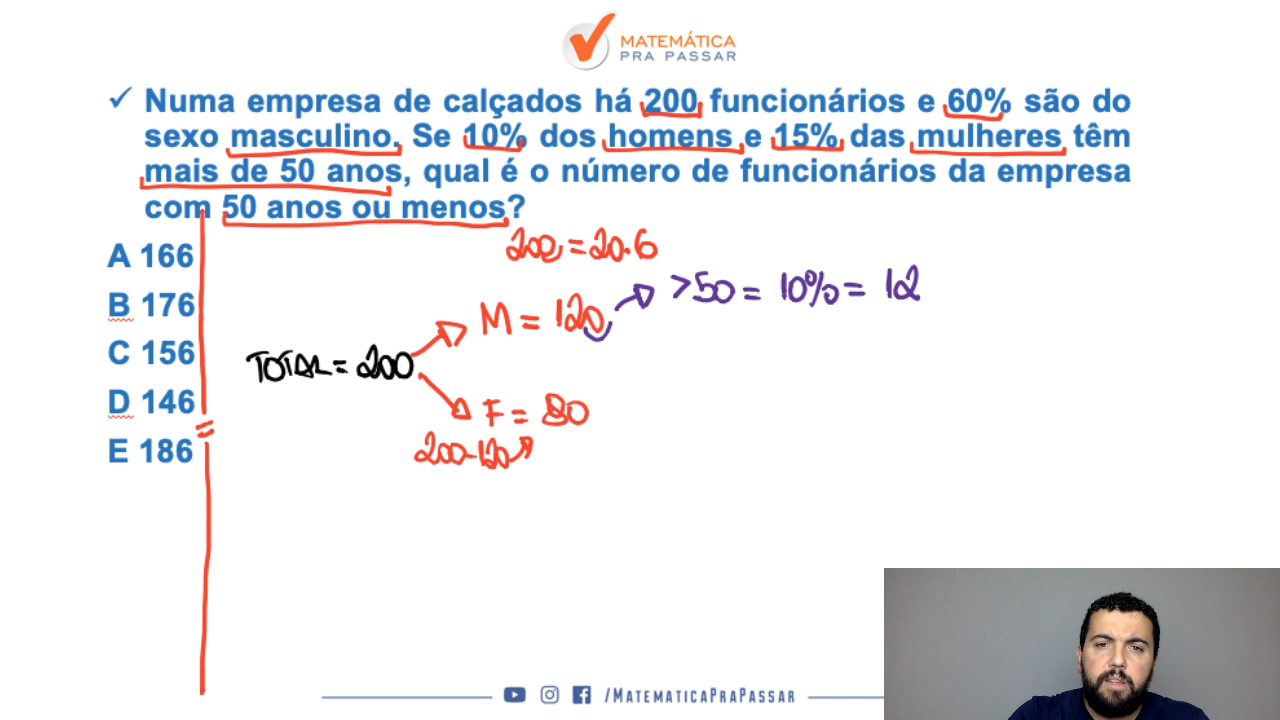 MATEMÁTICA
PRA PASSAR
✓ Numa empresa de calçados há 200 funcionários e 60% são do
sexo masculino. Se 10% dos homens e 15% das mulheres têm
mais de 50 anos, qual é o número de funcionários da empresa
com 50 anos ou menos?
A 166
B 176
C 156
D 146
E 186
200 = 20.6
>50 = 10% = 12
M = 120
TOTAL = 200
F = 80
200-120
/MATEMATICAPRAPASSAR